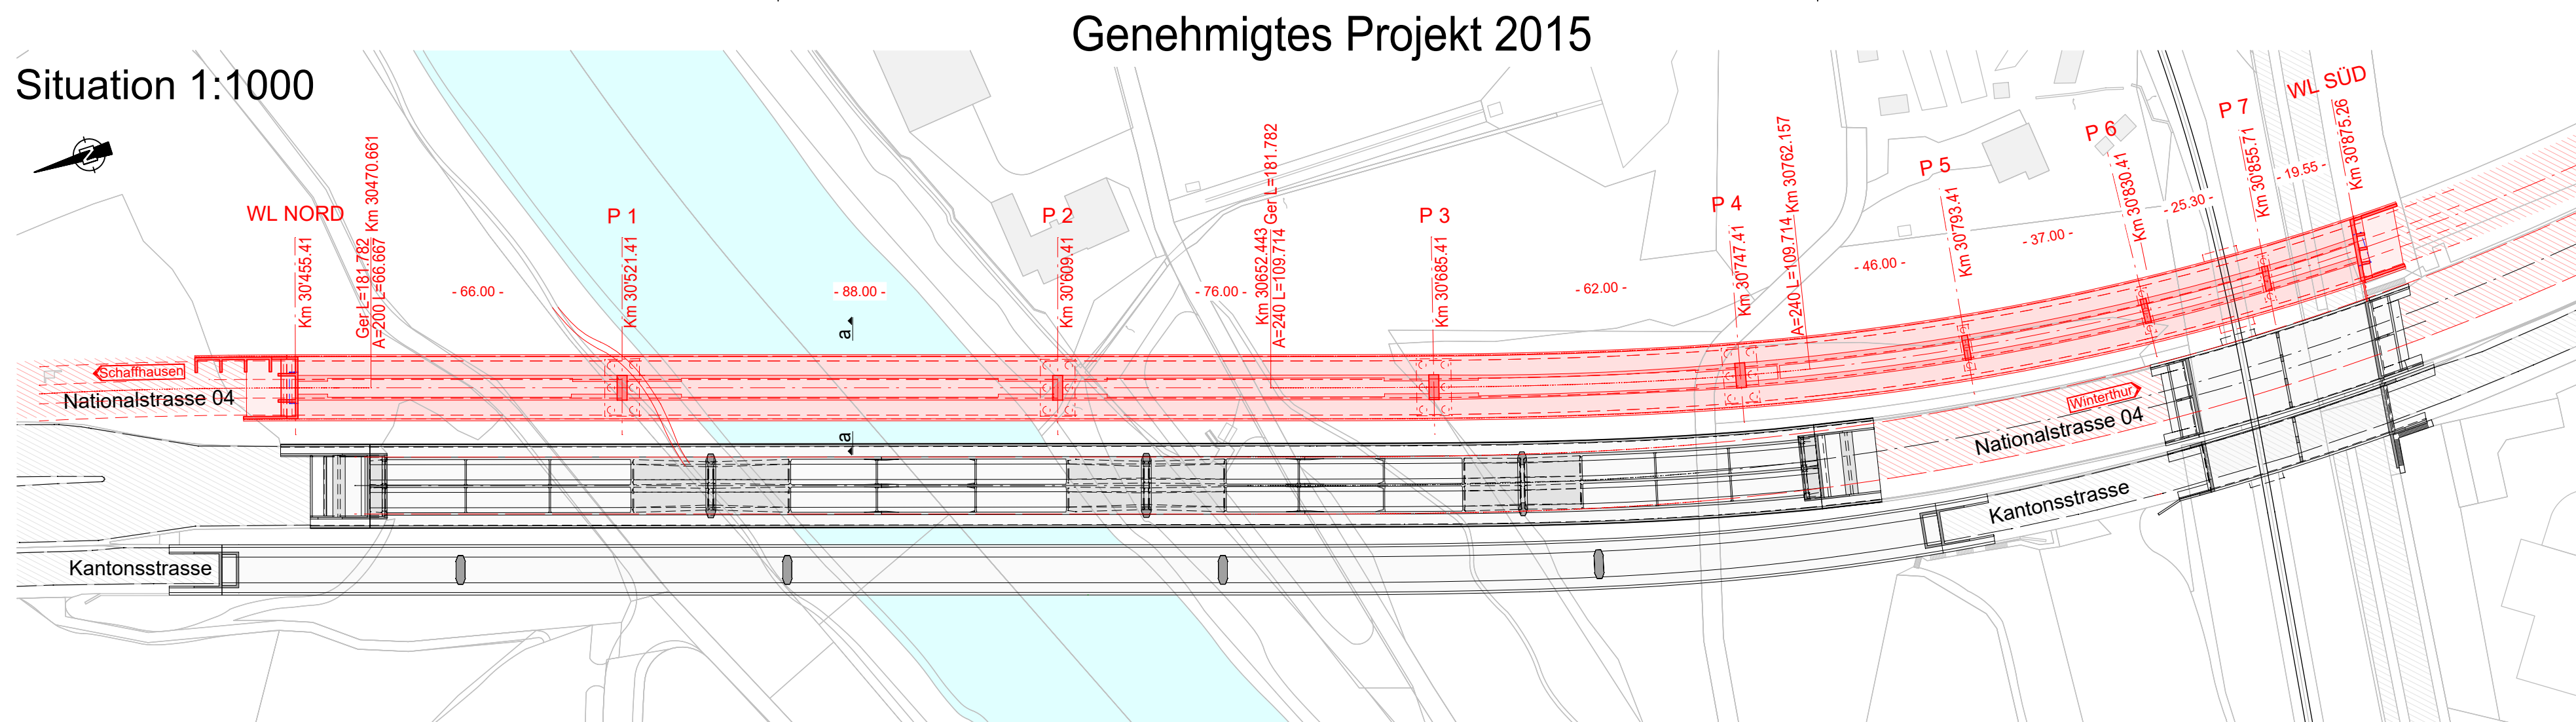 Genehmigtes Projekt 2015
Situation 1:1000
N
WL NORD
Km 30'455.41
Ger L=181.782
Km 30470.661
A=200 L=66.667
- 66.00 -
P 1
Km 30'521.41
- 88.00 -
a
a
P 2
Km 30'609.41
- 76.00 -
Km 30652.443
Ger L=181.782
A=240 L=109.714
P 3
Km 30'685.41
- 62.00 -
P 4
Km 30'747.41
A=240 L=109.714
Km 30762.157
- 46.00 -
P 5
Km 30'793.41
- 37.00 -
P 6
Km 30'830.41
- 25.30 -
P 7
Km 30'855.71
- 19.55 -
WL SÜD
Km 30'875.26
Schaffhausen
Nationalstrasse 04
Winterthur
Nationalstrasse 04
Kantonsstrasse
Kantonsstrasse